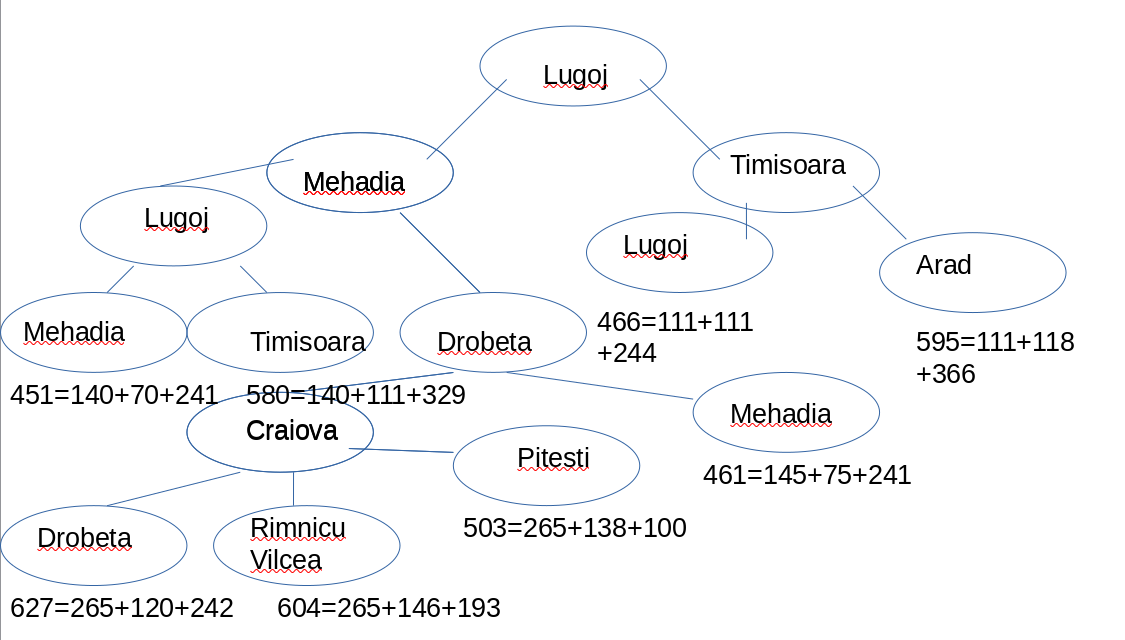 Lugoj
Mehadia
Timisoara
Lugoj
Lugoj
Arad
Mehadia
Timisoara
Drobeta
466=111+111
+244
595=111+118
+366
451=140+70+241
580=140+111+329
Craiova
Pitesti
Mehadia
461=145+75+241
503=265+138+100
Drobeta
Rimnicu
Vilcea
627=265+120+242
604=265+146+193